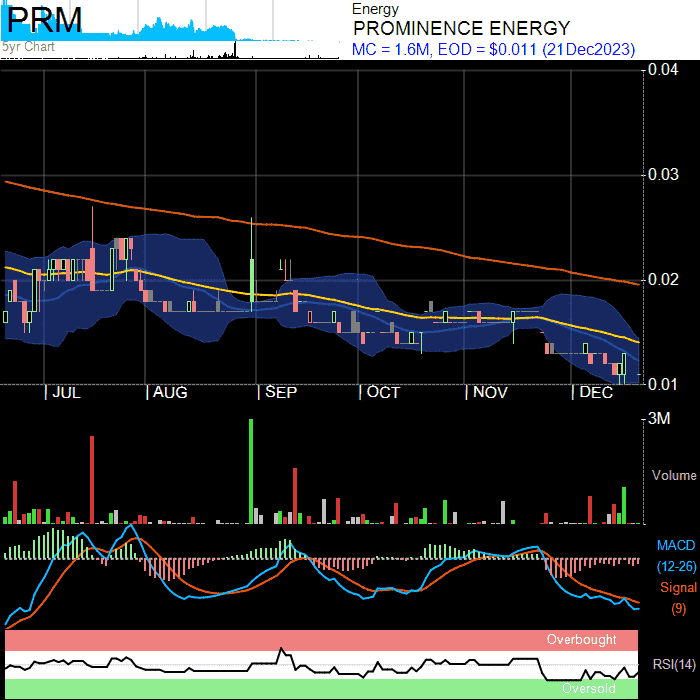 PRM
5yr Chart
Energy
PROMINENCE ENERGY
MC = 1.6M, EOD = $0.011 (21Dec2023)
0.04
0.03
0.02
0.01
JUL AUG SEP OCT NOV DEC
3M
Volume
MACD
(12-26)
Signal
(9)
Overbought
RSI(14)
Oversold